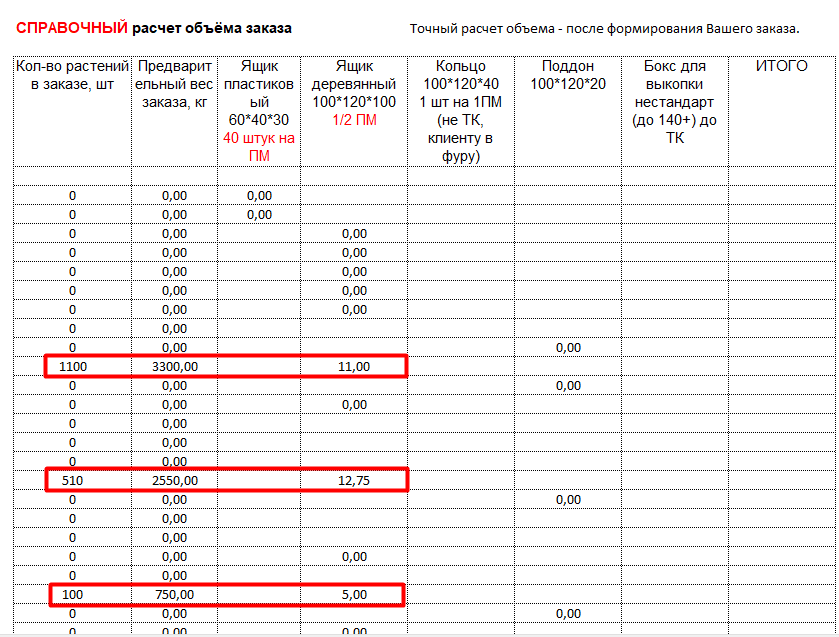 СПРАВОЧНЫЙ расчет объёма заказа
Точный расчет объема - после формирования Вашего заказа.
Кол-во растений
в заказе, шт
Предварит
ельный вес
заказа, кг
Ящик
пластиков
ый
60*40*30
40 штук на
ПМ
Ящик
деревянный
100*120*100
1/2 ПМ
Кольцо
100*120*40
1 шт на 1ПМ
(не ТК,
клиенту в
фуру)
Поддон
100*120*20
Бокс для
выкопки
нестандарт
(до 140+) до
ТК
ИТОГО
0 0,00 0,00
0 0,00 0,00
0 0,00 0,00
0 0,00 0,00
0 0,00 0,00
0 0,00 0,00
0 0,00 0,00
0 0,00
0 0,00 0,00
1100 3300,00 11,00
0 0,00 0,00
0 0,00 0,00
0 0,00
0 0,00
0 0,00
510 2550,00 12,75
0 0,00 0,00
0 0,00
0 0,00
0 0,00 0,00
0 0,00
100 750,00 5,00
0 0,00 0,00
0 0,00 0,00